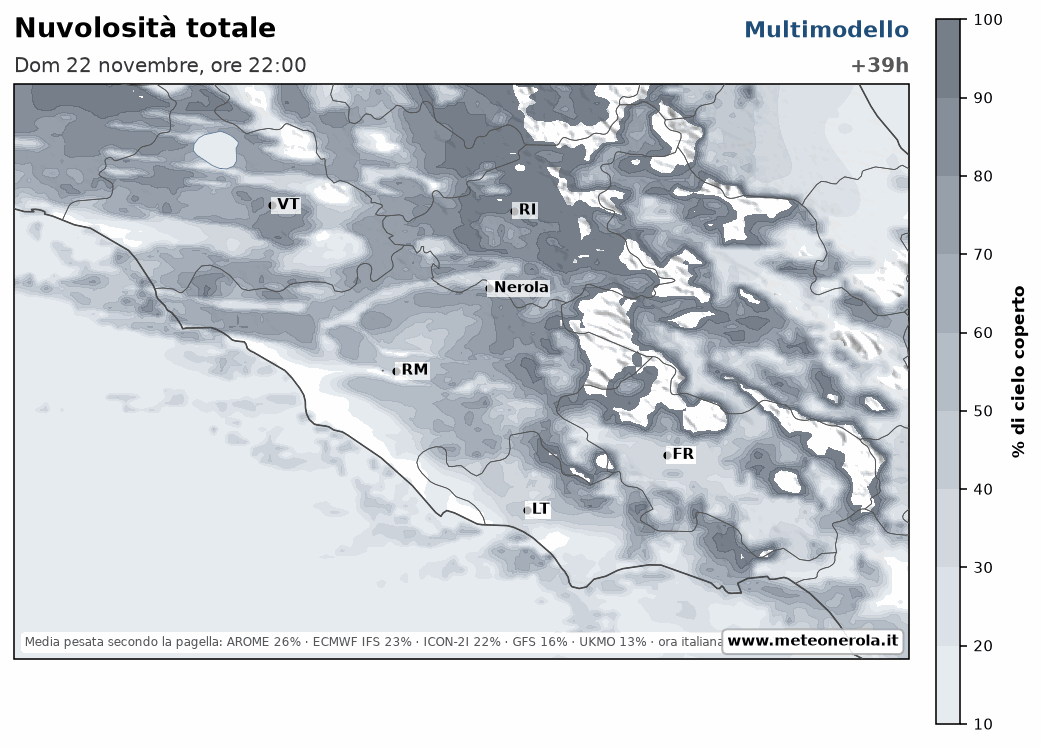 Nuvolosità totale
Multimodello
Dom 22 novembre, ore 22:00
+39h
100
90
80
70
60
50
40
30
20
10
% di cielo coperto
VT
RI
Nerola
RM
FR
LT
Media pesata secondo la pagella: AROME 26% · ECMWF IFS 23% · ICON-2I 22% · GFS 16% · UKMO 13% · ora italiana
www.meteonerola.it